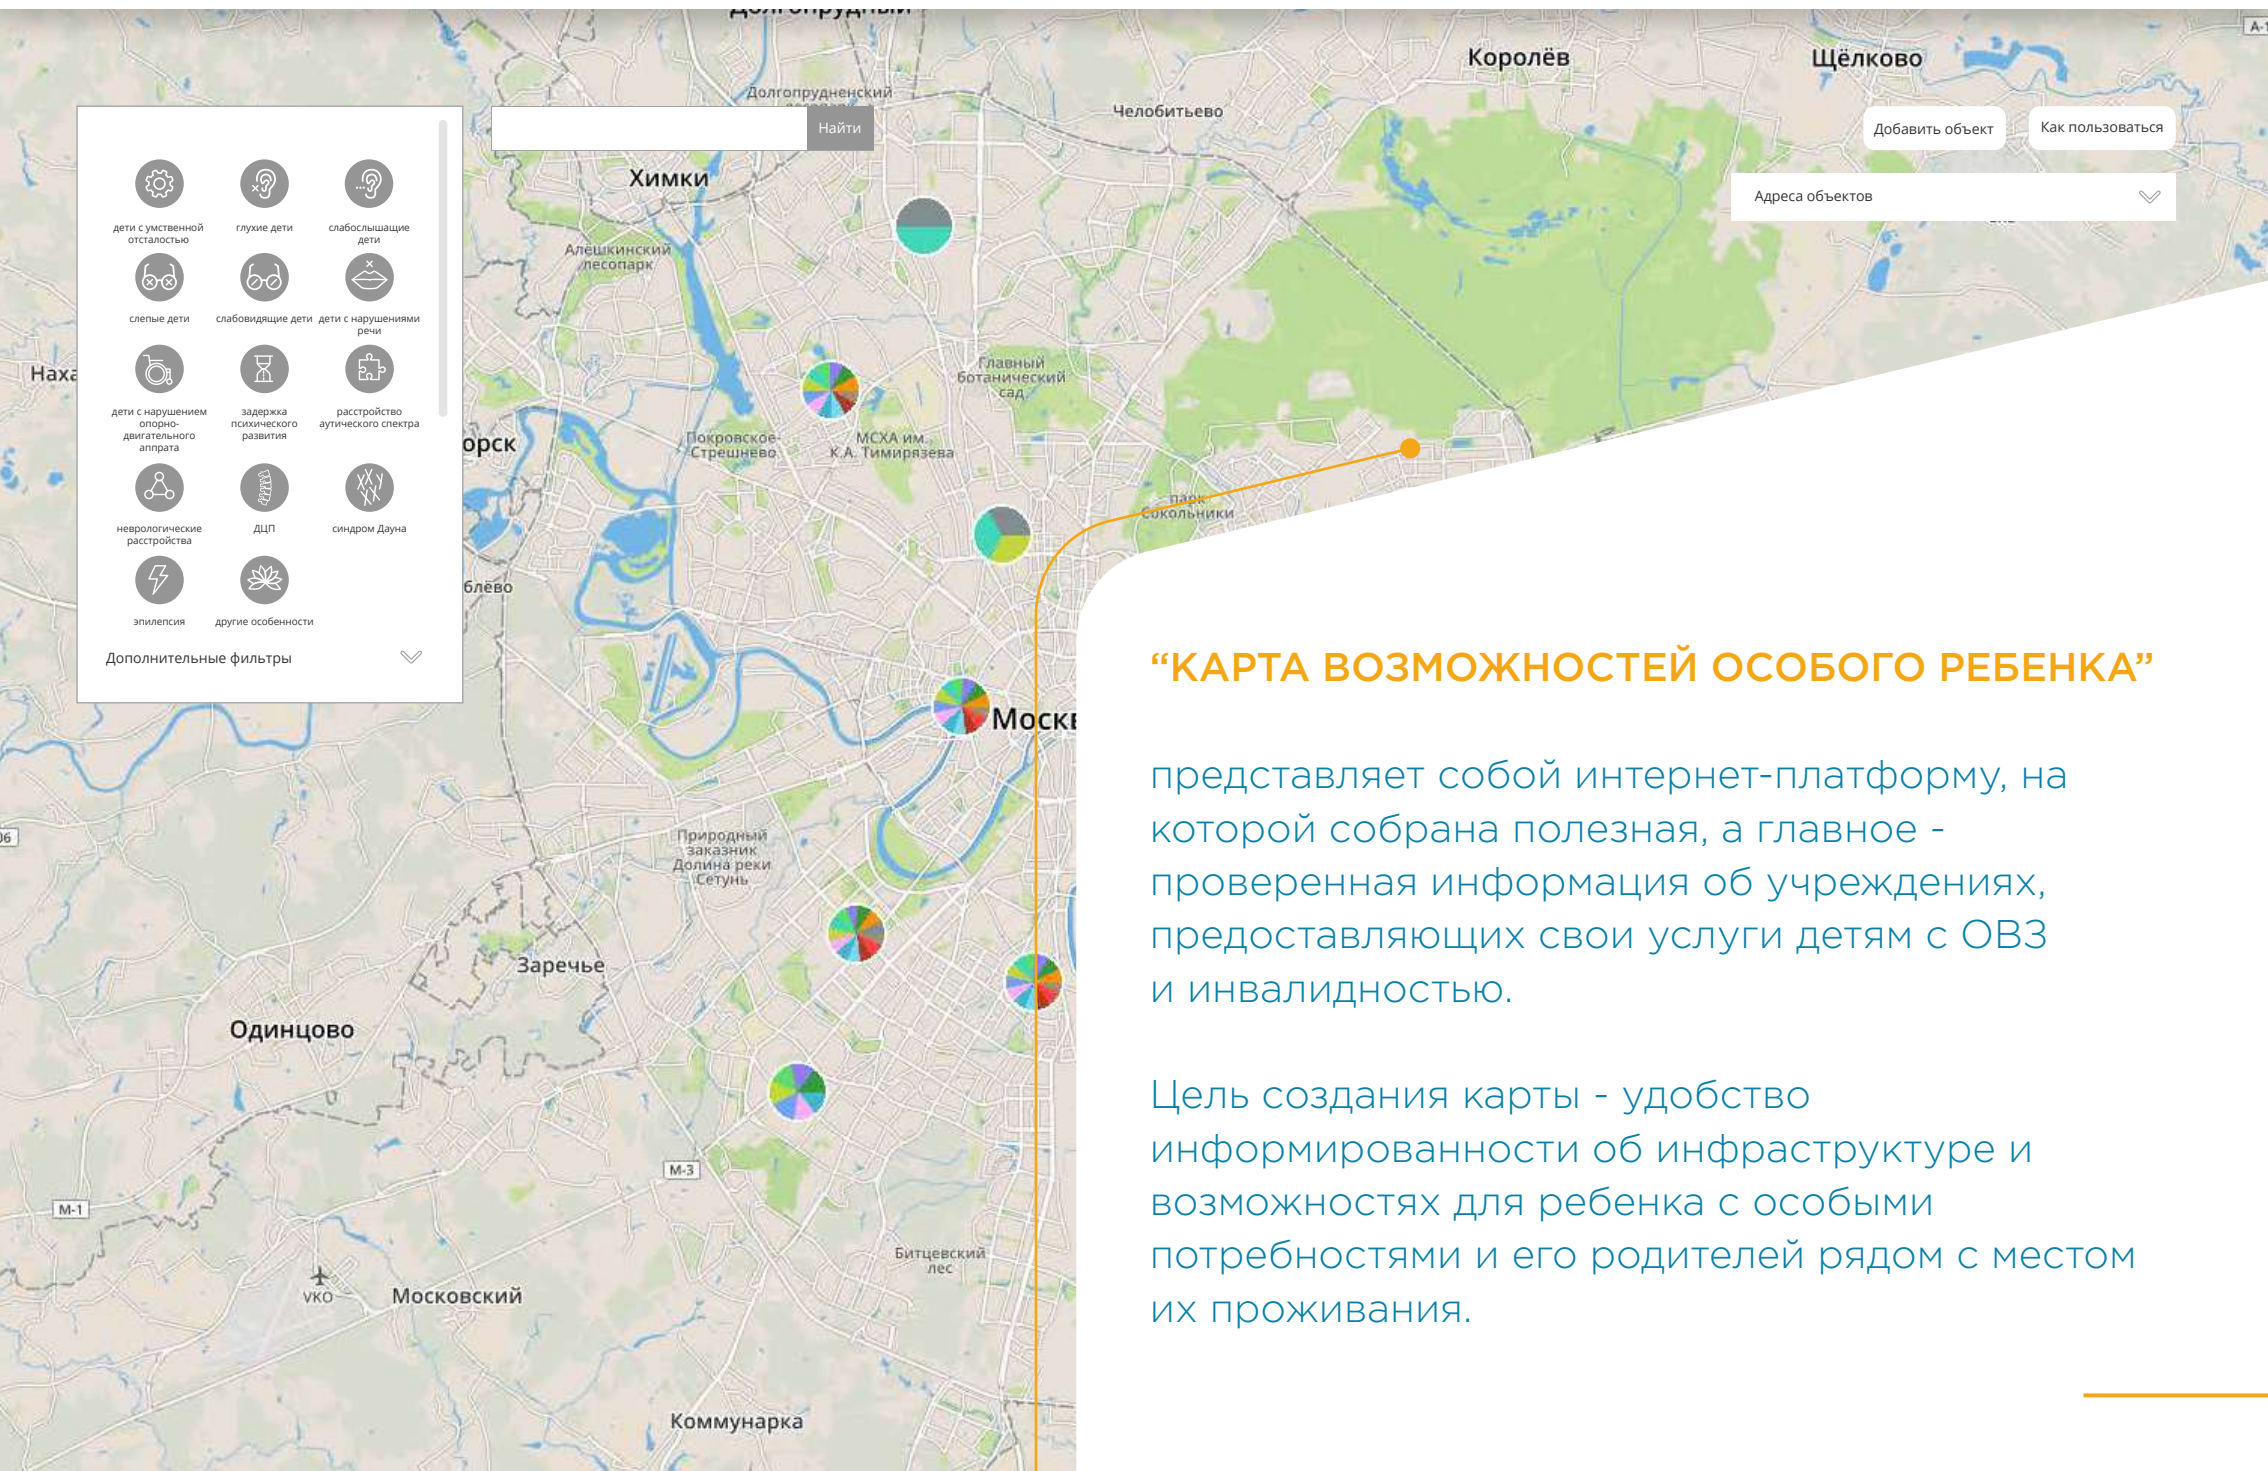 Долгопрудный
Королёв
Щёлково
Долгопрудненский
Челобитьево
Найти
Добавить объект
Как пользоваться
Химки
Адреса объектов
дети с умственной
отсталостью
глухие дети
слабослышащие
дети
Алёшкинский
лесопарк
слепые дети
слабовидящие дети
дети с нарушениями
речи
Наха
Главный
ботанический
сад
дети с нарушением
опорно-
двигательного
аппрата
задержка
психического
развития
расстройство
аутического спектра
орск
Покровское-
Стрешнево
МСХА им.
К.А. Тимирязева
парк
Сокольники
неврологические
расстройства
ДЦП
синдром Дауна
блёво
эпилепсия
другие особенности
Дополнительные фильтры
“КАРТА ВОЗМОЖНОСТЕЙ ОСОБОГО РЕБЕНКА”
Москв
представляет собой интернет-платформу, на
которой собрана полезная, а главное -
проверенная информация об учреждениях,
предоставляющих свои услуги детям с ОВЗ
и инвалидностью.
06
Природный
заказник
Долина реки
Сетунь
Заречье
Одинцово
Цель создания карты - удобство
информированности об инфраструктуре и
возможностях для ребенка с особыми
потребностями и его родителей рядом с местом
их проживания.
М-3
М-1
Битцевский
лес
VKO
Московский
Коммунарка